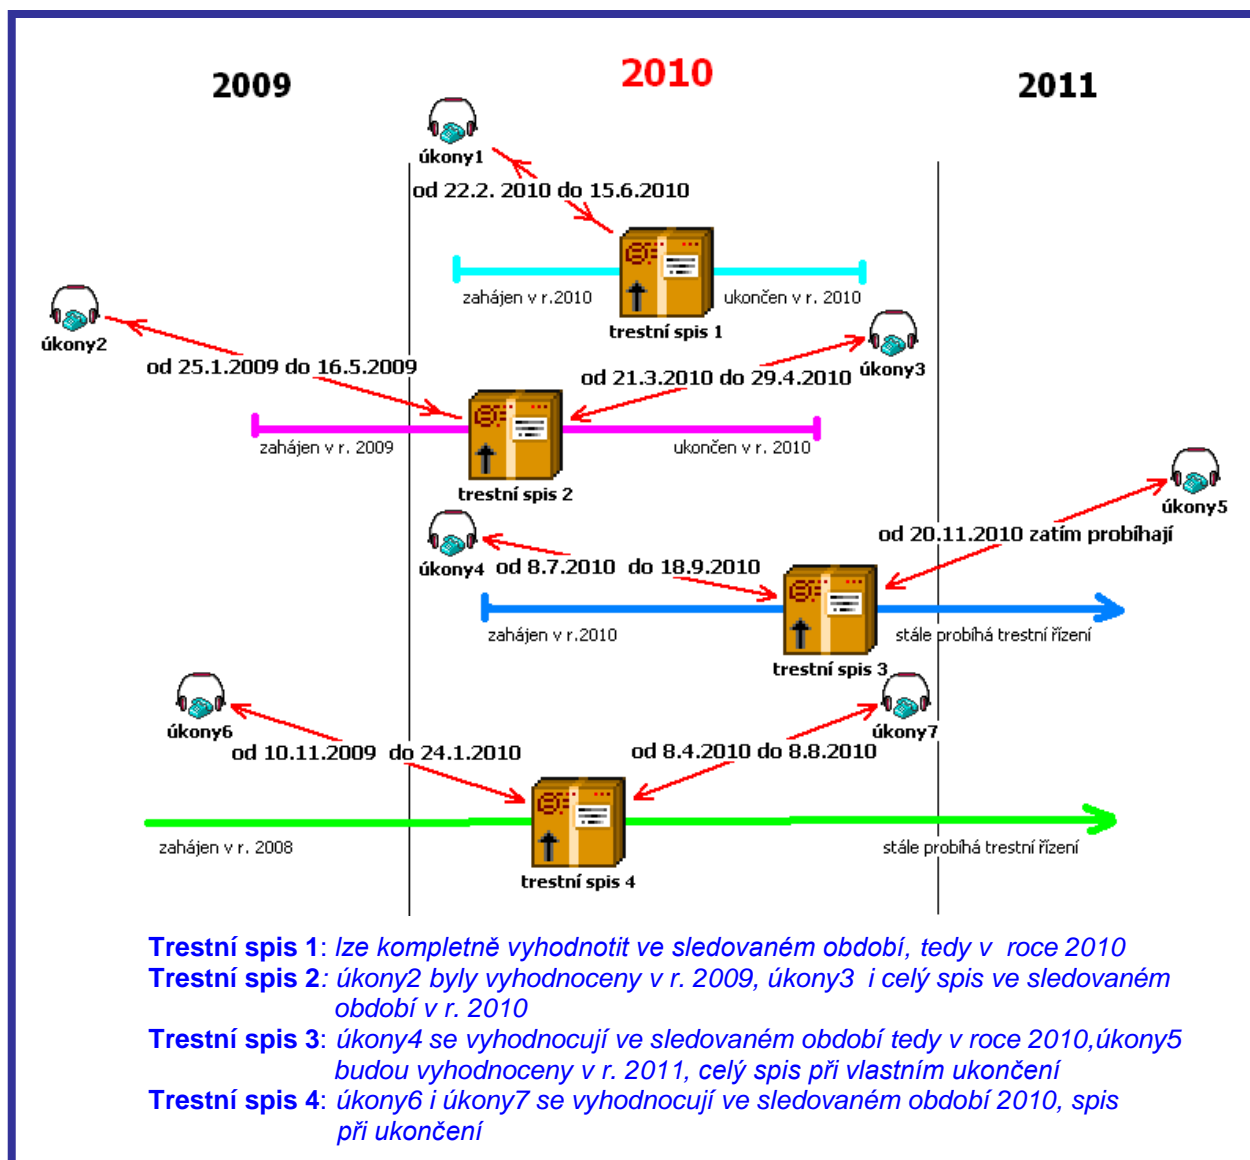 2009
2010
2011
úkony1
od 22.2. 2010 do 15.6.2010
zahájen v r.2010
ukončen v r. 2010
trestní spis 1
úkony2
od 25.1.2009 do 16.5.2009
od 21.3.2010 do 29.4.2010
úkony3
zahájen v r. 2009
ukončen v r. 2010
trestní spis 2
úkony4
od 8.7.2010 do 18.9.2010
od 20.11.2010 zatím probíhají
úkony5
zahájen v r.2010
stále probíhá trestní řízení
trestní spis 3
úkony6
od 10.11.2009 do 24.1.2010
od 8.4.2010 do 8.8.2010
úkony7
zahájen v r. 2008
stále probíhá trestní řízení
trestní spis 4
Trestní spis 1: lze kompletně vyhodnotit ve sledovaném období, tedy v roce 2010
Trestní spis 2: úkony2 byly vyhodnoceny v r. 2009, úkony3 i celý spis ve sledovaném
období v r. 2010
Trestní spis 3: úkony4 se vyhodnocují ve sledovaném období tedy v roce 2010,úkony5
budou vyhodnoceny v r. 2011, celý spis při vlastním ukončení
Trestní spis 4: úkony6 i úkony7 se vyhodnocují ve sledovaném období 2010, spis
při ukončení